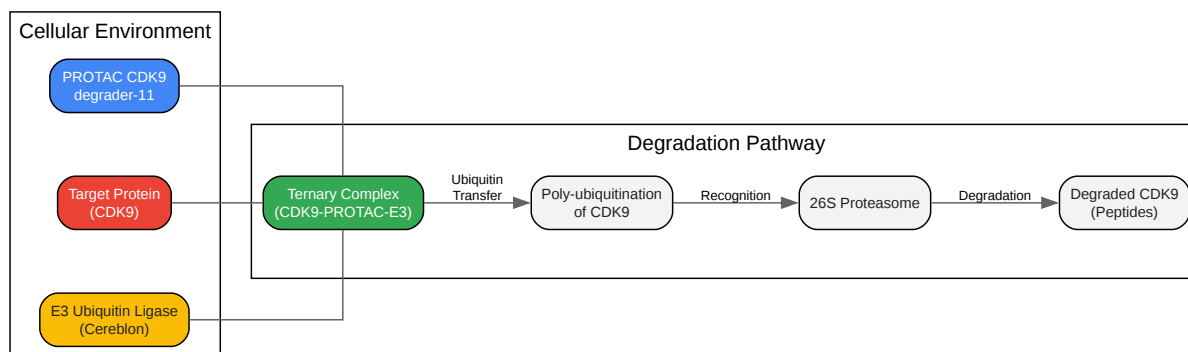 Cellular Environment
PROTAC CDK9
degrader-11
Target Protein
(CDK9)
E3 Ubiquitin Ligase
(Cereblon)
Degradation Pathway
Ternary Complex
(CDK9-PROTAC-E3)
Ubiquitin
Transfer
Poly-ubiquitination
of CDK9
Recognition
26S Proteasome
Degradation
Degraded CDK9
(Peptides)